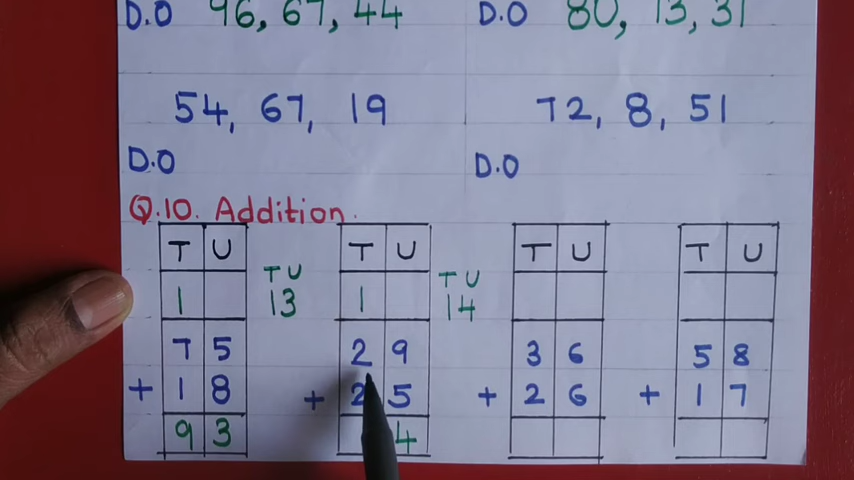 D.O 96, 67, 44 D.O 80, 13, 31
54, 67, 19 72, 8, 51
D.O D.O
Q.10. Addition.
T U T U T U T U
T U T U
1 13 1 14
7 5 2 9 3 6 5 8
+ 1 8 + 2 5 + 2 6 + 1 7
9 3 4